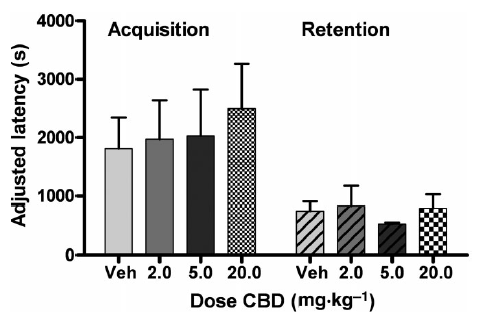 Acquisition Retention
Adjusted latency (s)
4000
3000
2000
1000
0
Veh 2.0 5.0 20.0 Veh 2.0 5.0 20.0
Dose CBD (mg·kg⁻¹)